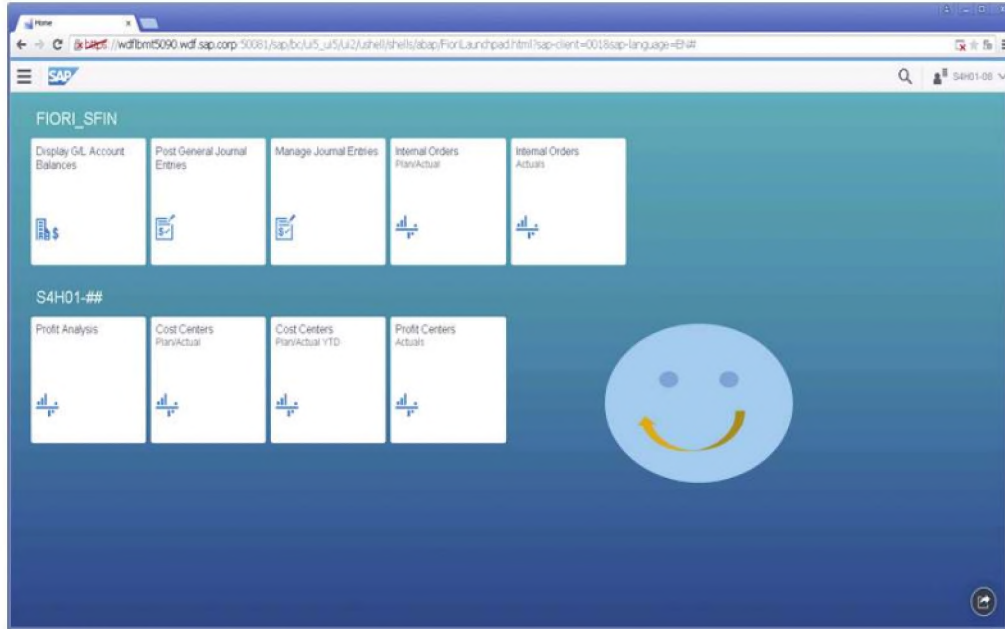 Home
https://wdflbmt5090.wdf.sap.corp:50081/sap/bc/ui5_ui5/ui2/ushell/shells/abap/FioriLaunchpad.html?sap-client=001&sap-language=EN#
SAP
S4H01-08
FIORI_SFIN
Display G/L Account
Balances
Post General Journal
Entries
Manage Journal Entries
Internal Orders
Plan/Actual
Internal Orders
Actuals
S4H01-##
Profit Analysis
Cost Centers
Plan/Actual
Cost Centers
Plan/Actual YTD
Profit Centers
Actuals